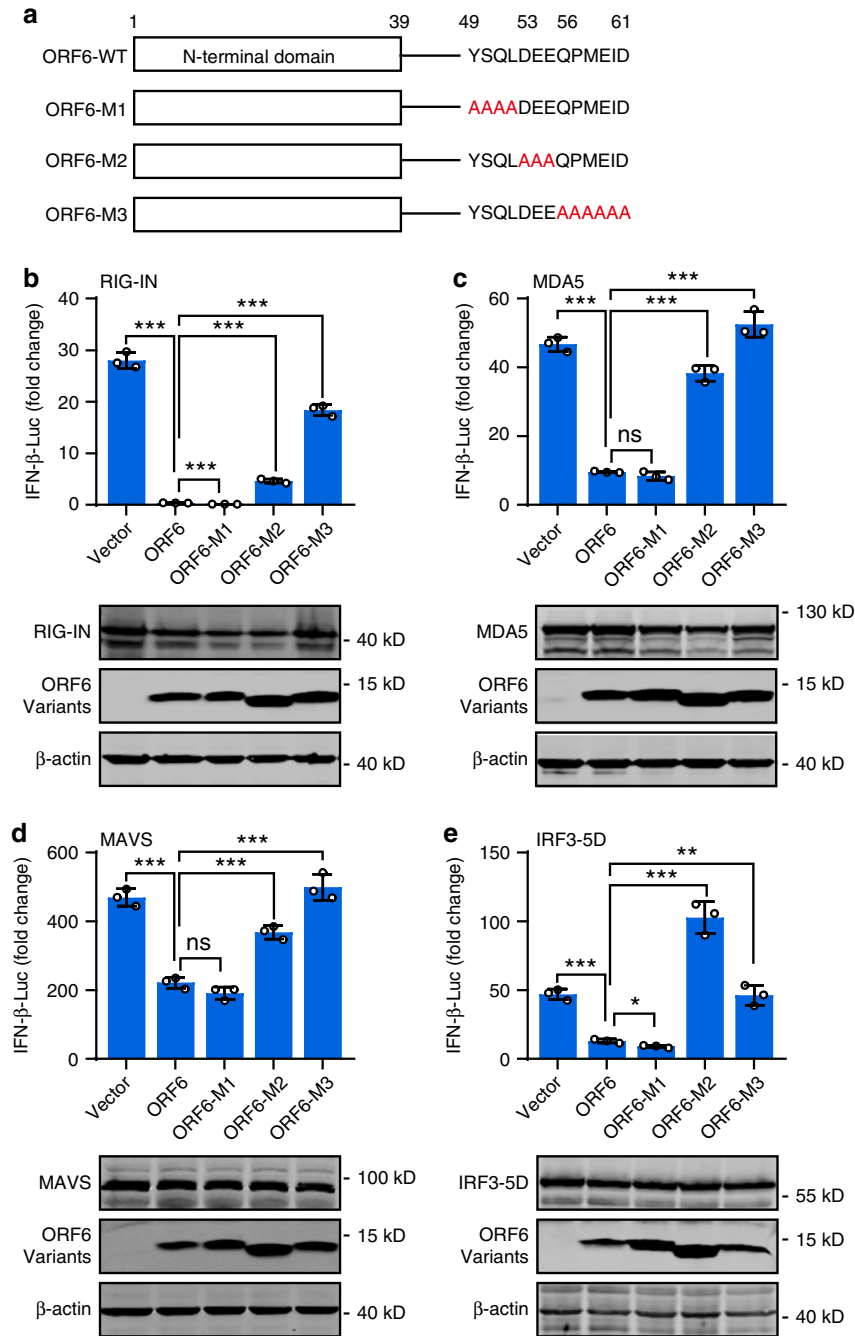 a
1 39 49 53 56 61
ORF6-WT N-terminal domain YSQLDEEQPMEID
ORF6-M1 AAAADEEQPMEID
ORF6-M2 YSQLAAAQPMEID
ORF6-M3 YSQLDEEAAAAAA
b RIG-IN
IFN-β-Luc (fold change)
40
30
20
10
0
***
***
***
***
Vector ORF6 ORF6-M1 ORF6-M2 ORF6-M3
RIG-IN - 40 kD
ORF6 Variants - 15 kD
β-actin - 40 kD
c MDA5
IFN-β-Luc (fold change)
60
40
20
0
***
***
***
ns
Vector ORF6 ORF6-M1 ORF6-M2 ORF6-M3
- 130 kD
MDA5
ORF6 Variants - 15 kD
β-actin - 40 kD
d MAVS
IFN-β-Luc (fold change)
600
400
200
0
***
***
***
ns
Vector ORF6 ORF6-M1 ORF6-M2 ORF6-M3
MAVS - 100 kD
ORF6 Variants - 15 kD
β-actin - 40 kD
e IRF3-5D
IFN-β-Luc (fold change)
150
100
50
0
**
***
***
*
Vector ORF6 ORF6-M1 ORF6-M2 ORF6-M3
IRF3-5D - 55 kD
ORF6 Variants - 15 kD
β-actin - 40 kD